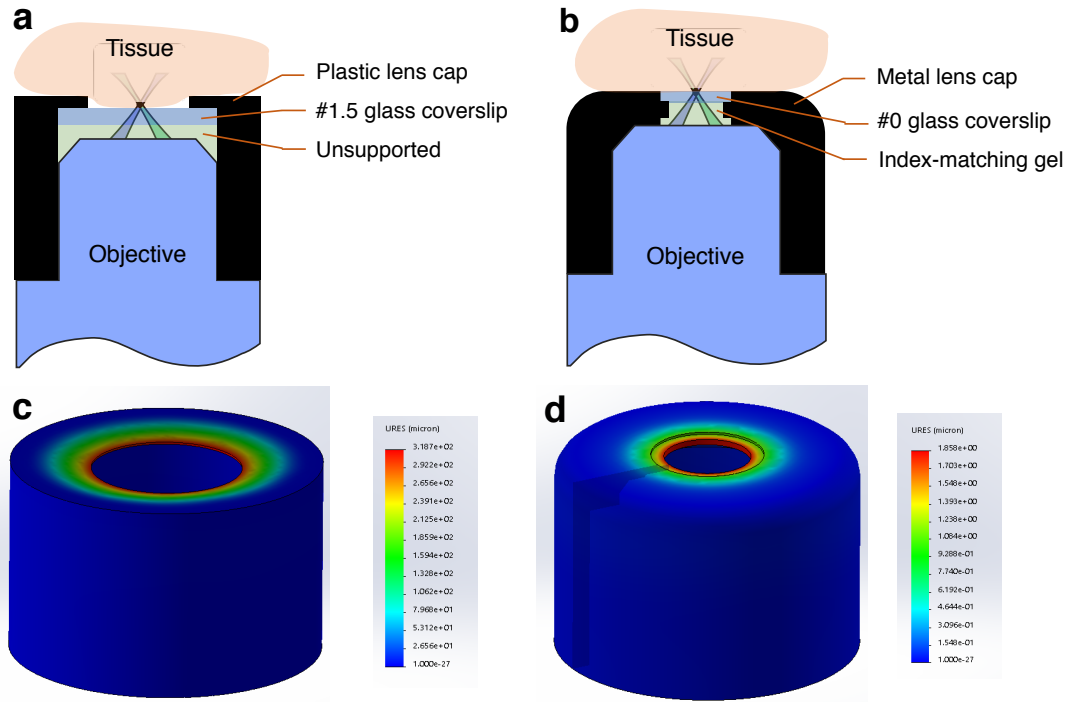 a
Tissue
Plastic lens cap
#1.5 glass coverslip
Unsupported
Objective
b
Tissue
Metal lens cap
#0 glass coverslip
Index-matching gel
Objective
c
URES (micron)
3.187e+02
2.922e+02
2.656e+02
2.391e+02
2.125e+02
1.859e+02
1.594e+02
1.328e+02
1.062e+02
7.968e+01
5.312e+01
2.656e+01
1.000e-27
d
URES (micron)
1.858e+00
1.703e+00
1.548e+00
1.393e+00
1.238e+00
1.084e+00
9.288e-01
7.740e-01
6.192e-01
4.644e-01
3.096e-01
1.548e-01
1.000e-27